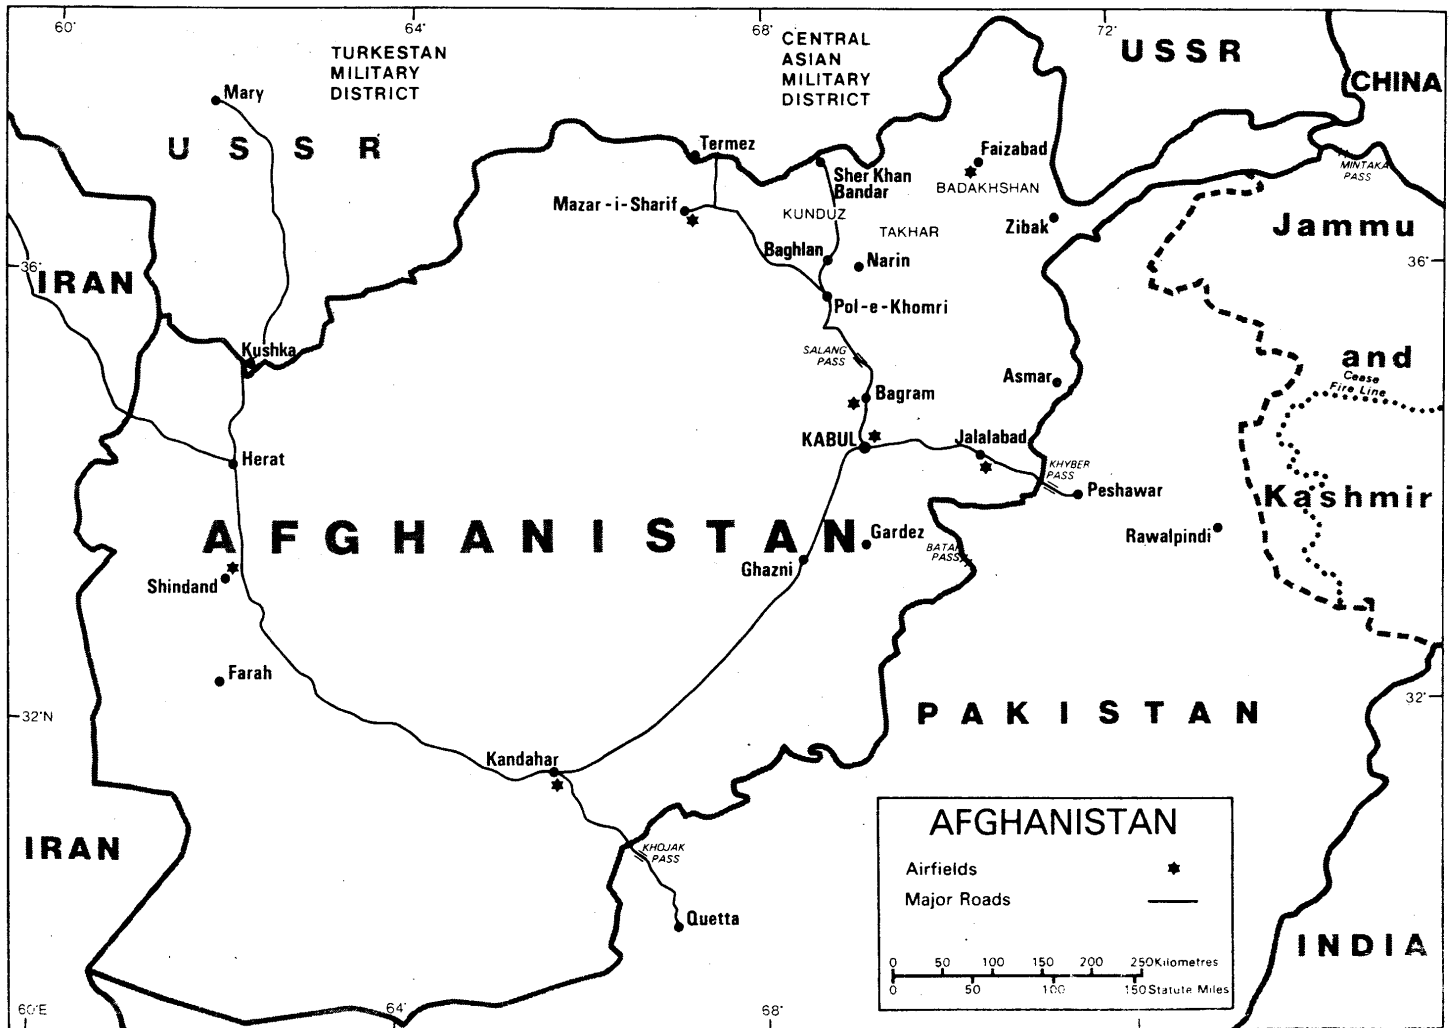 60°
64°
68°
72°
TURKESTAN
MILITARY
DISTRICT
CENTRAL
ASIAN
MILITARY
DISTRICT
USSR
CHINA
Mary
USSR
Termez
Sher Khan
Bandar
Faizabad
BADAKHSHAN
MINTAKA
PASS
Mazar-i-Sharif
KUNDUZ
TAKHAR
Zibak
Jammu
Baghlan
Narin
36°
36°
IRAN
Pol-e-Khomri
Kushka
SALANG
PASS
and
Cease
Fire Line
Asmar
Bagram
KABUL
Jalalabad
Herat
KHYBER
PASS
Peshawar
Kashmir
AFGHANISTAN
Gardez
Rawalpindi
BATAI
PASS
Ghazni
Shindand
Farah
32°N
32°
PAKISTAN
Kandahar
IRAN
KHOJAK
PASS
Quetta
AFGHANISTAN
Airfields
Major Roads
0 50 100 150 200 250 Kilometres
0 50 100 150 Statute Miles
INDIA
60°E
64°
68°